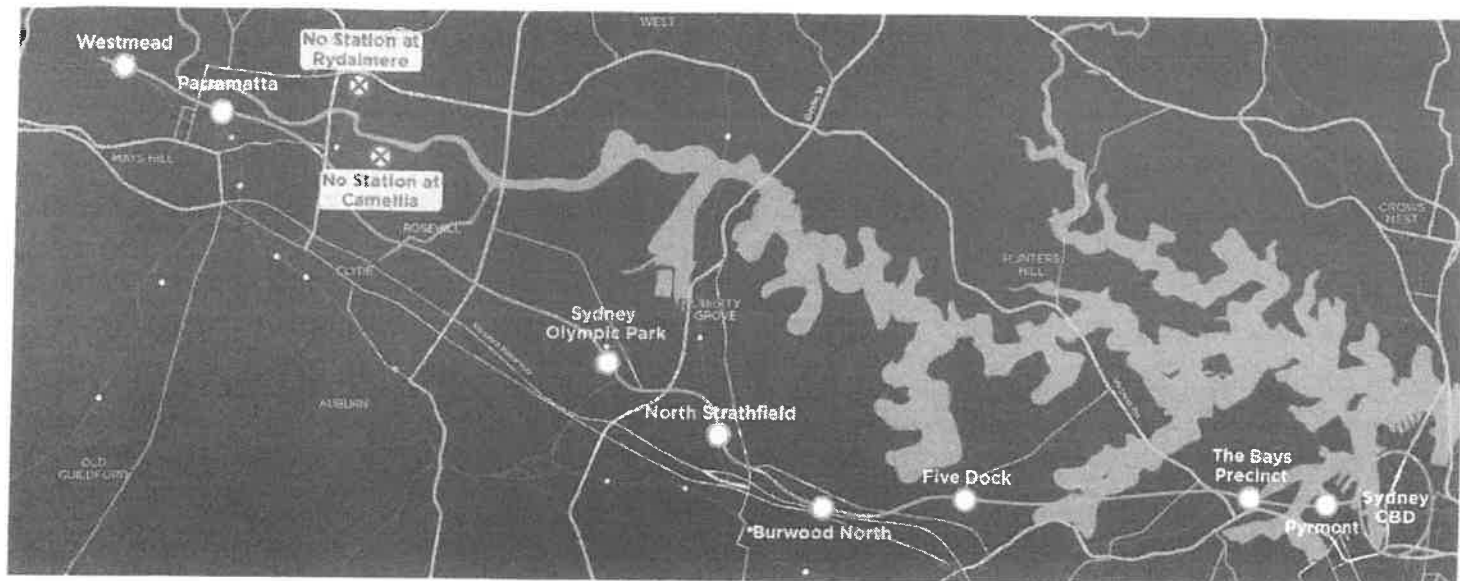 WEST
Westmead
No Station at
Rydalmere
Parramatta
MAYS HILL
No Station at
Camellia
ROSEHILL
CLYDE
CROWS
NEST
HUNTERS
HILL
Sydney
Olympic Park
GROVE
AUBURN
North Strathfield
OLD
GUILDFORD
Five Dock
The Bays
Precinct
Sydney
CBD
Burwood North
Pyrmont